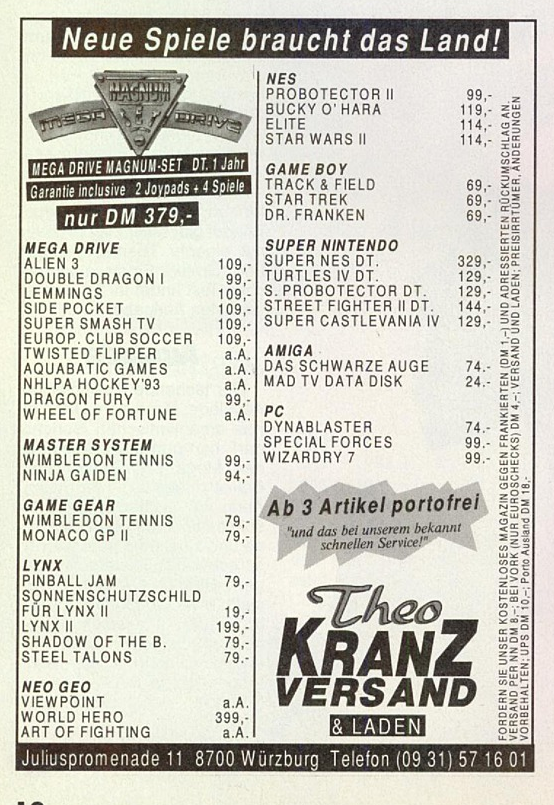 Neue Spiele braucht das Land!
MAGNUM
MEGA DRIVE
MEGA DRIVE MAGNUM-SET DT. 1 Jahr
Garantie inclusive 2 Joypads + 4 Spiele
nur DM 379,-
MEGA DRIVE
ALIEN 3 109,-
DOUBLE DRAGON I 99,-
LEMMINGS 109,-
SIDE POCKET 109,-
SUPER SMASH TV 109,-
EUROP. CLUB SOCCER 109,-
TWISTED FLIPPER a.A.
AQUABATIC GAMES a.A.
NHLPA HOCKEY'93 a.A.
DRAGON FURY 99,-
WHEEL OF FORTUNE a.A.
MASTER SYSTEM
WIMBLEDON TENNIS 99,-
NINJA GAIDEN 94,-
GAME GEAR
WIMBLEDON TENNIS 79,-
MONACO GP II 79,-
LYNX
PINBALL JAM 79,-
SONNENSCHUTZSCHILD
FÜR LYNX II 19,-
LYNX II 199,-
SHADOW OF THE B. 79,-
STEEL TALONS 79.-
NEO GEO
VIEWPOINT a.A.
WORLD HERO 399,-
ART OF FIGHTING a.A.
NES
PROBOTECTOR II 99,-
BUCKY O'HARA 119,-
ELITE 114,-
STAR WARS II 114,-
GAME BOY
TRACK & FIELD 69,-
STAR TREK 69,-
DR. FRANKEN 69,-
SUPER NINTENDO
SUPER NES DT. 329,-
TURTLES IV DT. 129,-
S. PROBOTECTOR DT. 129,-
STREET FIGHTER II DT. 144,-
SUPER CASTLEVANIA IV 129,-
AMIGA
DAS SCHWARZE AUGE 74.-
MAD TV DATA DISK 24.-
PC
DYNABLASTER 74.-
SPECIAL FORCES 99.-
WIZARDRY 7 99.-
Ab 3 Artikel portofrei
"und das bei unserem bekannt
schnellen Service!"
Theo
KRANZ
VERSAND
& LADEN
FORDERN SIE UNSER KOSTENLOSES MAGAZIN GEGEN FRANKIERTEN (DM 1,–) UND ADRESSIERTEN RÜCKUMSCHLAG AN.
VERSAND PER NN DM 8,–; BEI VORK (NUR EUROSCHECKS) DM 4,–; VERSAND UND LADEN; PREISIRRTÜMER, ÄNDERUNGEN
VORBEHALTEN; UPS DM 10,–; Porto Ausland DM 18,-
Juliuspromenade 11 8700 Würzburg Telefon (09 31) 57 16 01